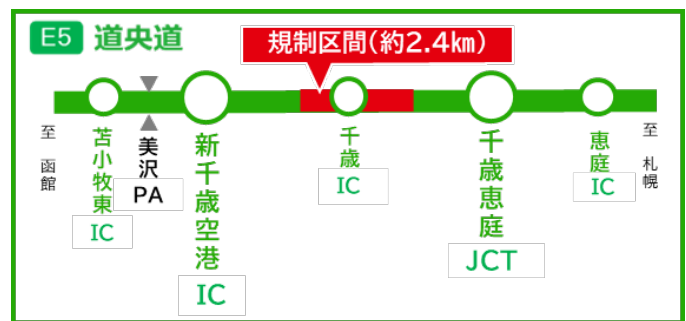 E5 道央道
規制区間(約2.4km)
至 函館
苫小牧東
IC
美沢
PA
新千歳空港
IC
千歳
IC
千歳恵庭
JCT
恵庭
IC
至 札幌